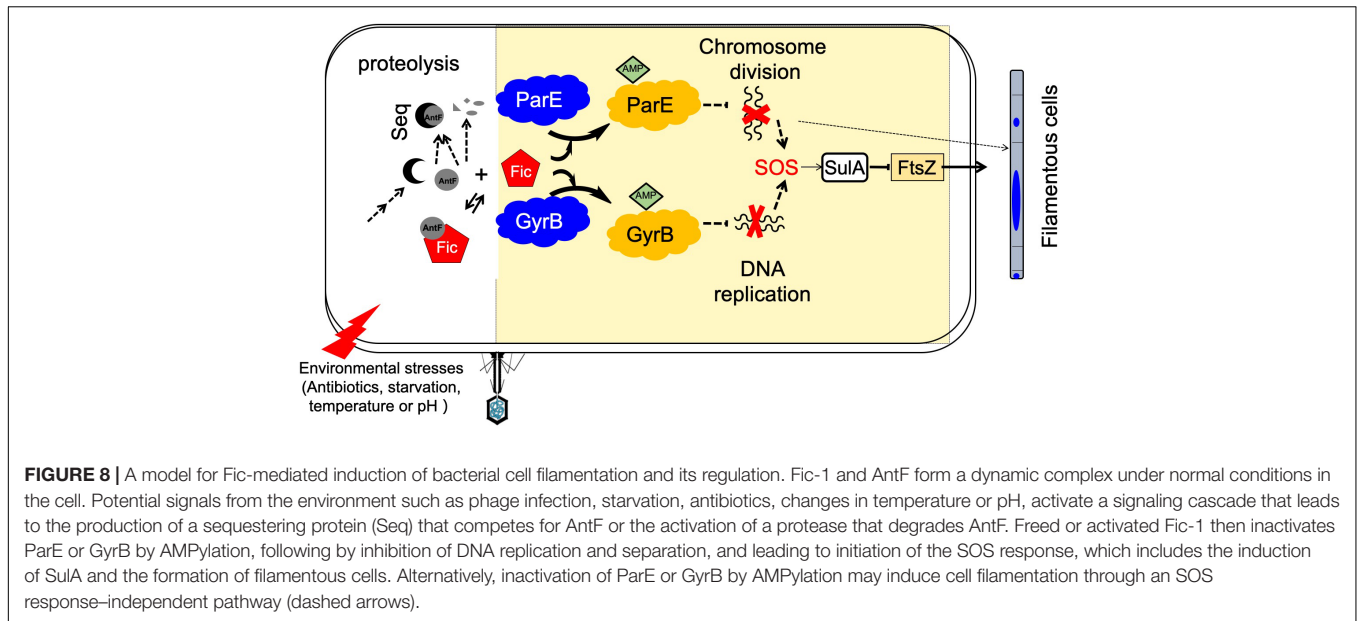 proteolysis
Seq
AntF
AntF
AntF
Fic
+
Fic
ParE
GyrB
AMP
ParE
AMP
GyrB
Chromosome
division
SOS
SulA
FtsZ
DNA
replication
Filamentous cells
Environmental stresses
(Antibiotics, starvation,
temperature or pH )
FIGURE 8 | A model for Fic-mediated induction of bacterial cell filamentation and its regulation. Fic-1 and AntF form a dynamic complex under normal conditions in
the cell. Potential signals from the environment such as phage infection, starvation, antibiotics, changes in temperature or pH, activate a signaling cascade that leads
to the production of a sequestering protein (Seq) that competes for AntF or the activation of a protease that degrades AntF. Freed or activated Fic-1 then inactivates
ParE or GyrB by AMPylation, following by inhibition of DNA replication and separation, and leading to initiation of the SOS response, which includes the induction
of SulA and the formation of filamentous cells. Alternatively, inactivation of ParE or GyrB by AMPylation may induce cell filamentation through an SOS
response–independent pathway (dashed arrows).